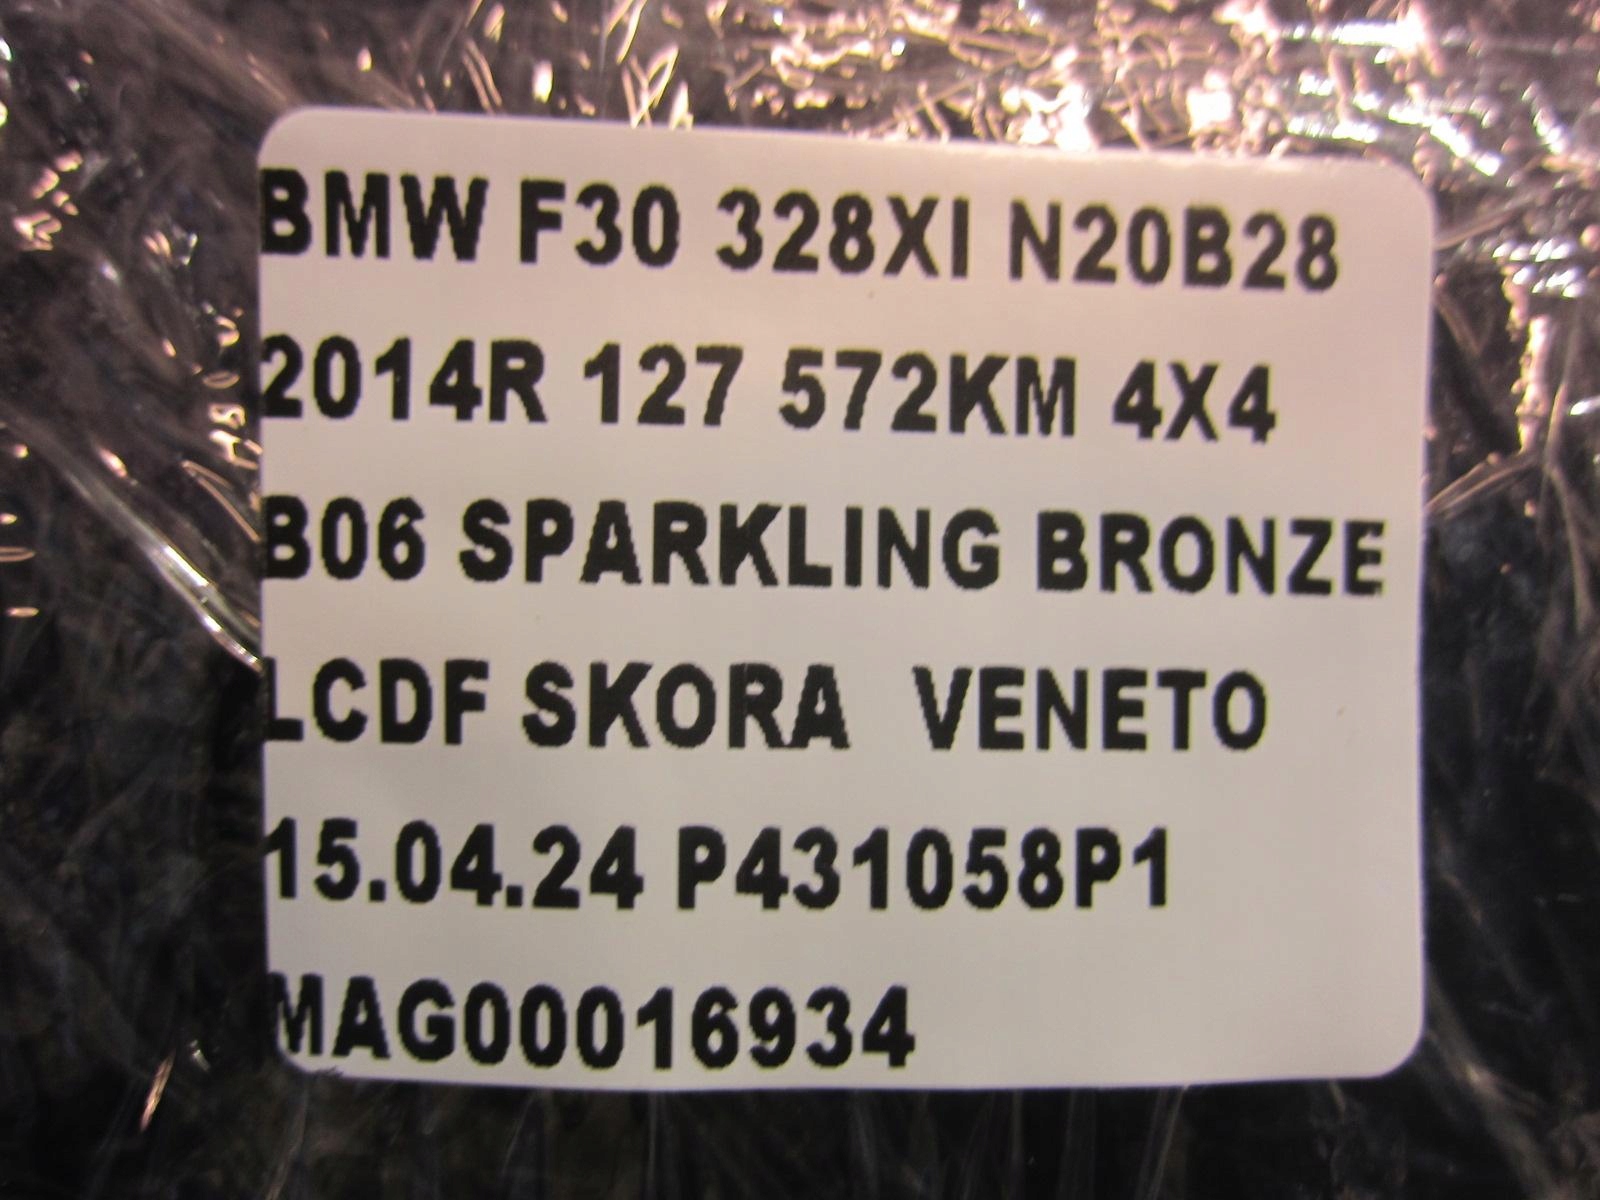 BMW F30 328XI N20B28
2014R 127 572KM 4X4
B06 SPARKLING BRONZE
LCDF SKORA VENETO
15.04.24 P431058P1
MAG00016934